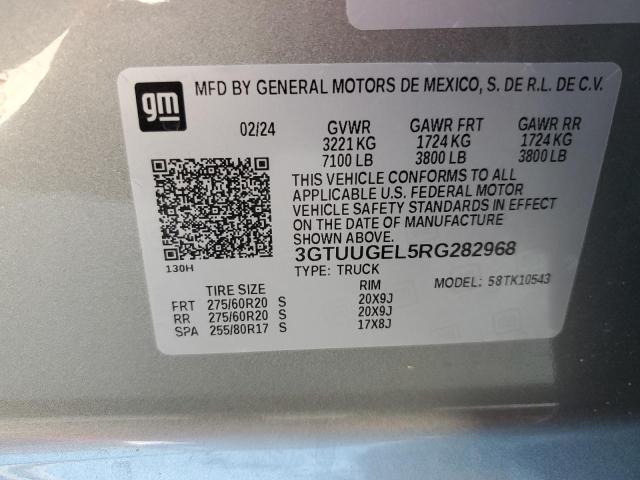 gm
MFD BY GENERAL MOTORS DE MEXICO, S. DE R.L. DE C.V.
02/24 GVWR GAWR FRT GAWR RR
3221 KG 1724 KG 1724 KG
7100 LB 3800 LB 3800 LB
THIS VEHICLE CONFORMS TO ALL
APPLICABLE U.S. FEDERAL MOTOR
VEHICLE SAFETY STANDARDS IN EFFECT
ON THE DATE OF MANUFACTURE
SHOWN ABOVE.
3GTUUGEL5RG282968
130H
TYPE: TRUCK MODEL: 58TK10543
TIRE SIZE RIM
FRT 275/60R20 S 20X9J
RR 275/60R20 S 20X9J
SPA 255/80R17 S 17X8J